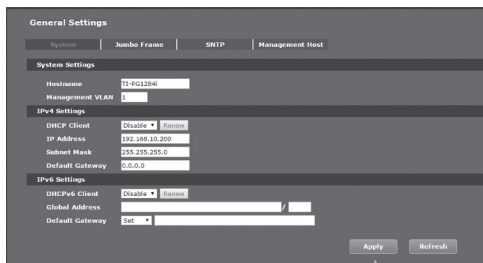 General Settings
System Jumbo Frame SNTP Management Host
System Settings
Hostname TI-PG1284i
Management VLAN 1
IPv4 Settings
DHCP Client Disable Renew
IP Address 192.168.10.200
Subnet Mask 255.255.255.0
Default Gateway 0.0.0.0
IPv6 Settings
DHCPv6 Client Disable Renew
Global Address /
Default Gateway Set
Apply Refresh